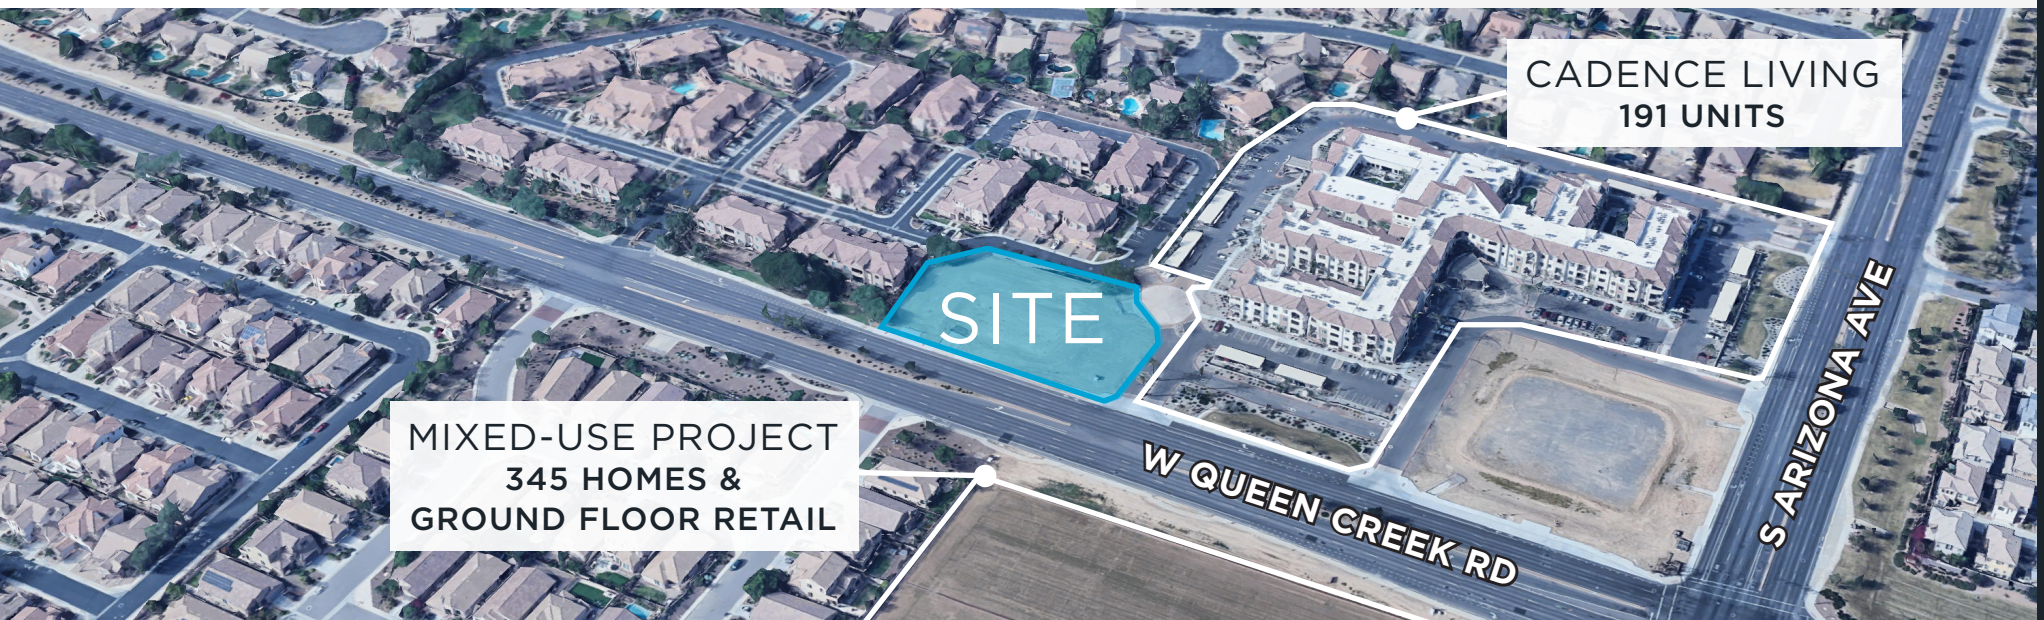 CADENCE LIVING
191 UNITS
SITE
MIXED-USE PROJECT
345 HOMES &
GROUND FLOOR RETAIL
W QUEEN CREEK RD
S ARIZONA AVE